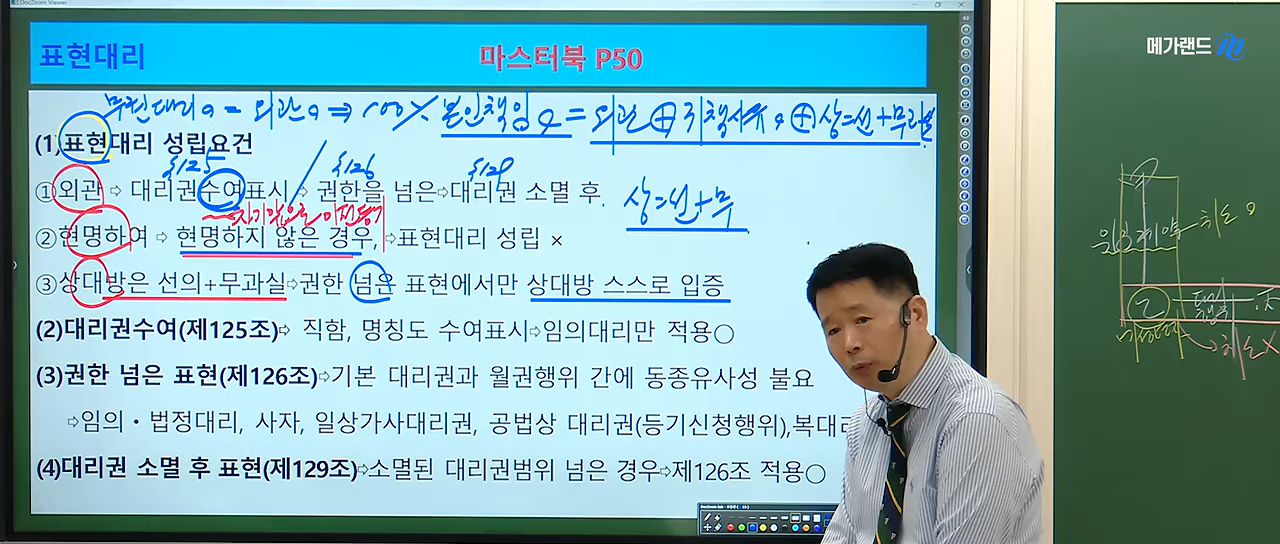 DocZoom Viewer
표현대리 마스터북 P50
메가랜드
무권대리 = 외관 ⇒ 100% 본인책임 = 외관 ⊕ 귀책사유 ⊕ 상=선+무과실
(1)표현대리 성립요건
§125 §126 §129
①외관⇨ 대리권수여표시⇨ 권한을 넘은⇨대리권 소멸 후
상=선+무
②현명하여 ⇨ 현명하지 않은 경우,⇨표현대리 성립 ×
③상대방은 선의+무과실⇨권한 넘은 표현에서만 상대방 스스로 입증
(2)대리권수여(제125조)⇨ 직함, 명칭도 수여표시⇨임의대리만 적용○
(3)권한 넘은 표현(제126조)⇨기본 대리권과 월권행위 간에 동종유사성 불요
⇨임의・법정대리, 사자, 일상가사대리권, 공법상 대리권(등기신청행위),복대리
(4)대리권 소멸 후 표현(제129조)⇨소멸된 대리권범위 넘은 경우⇨제126조 적용○
취소
乙
취소X